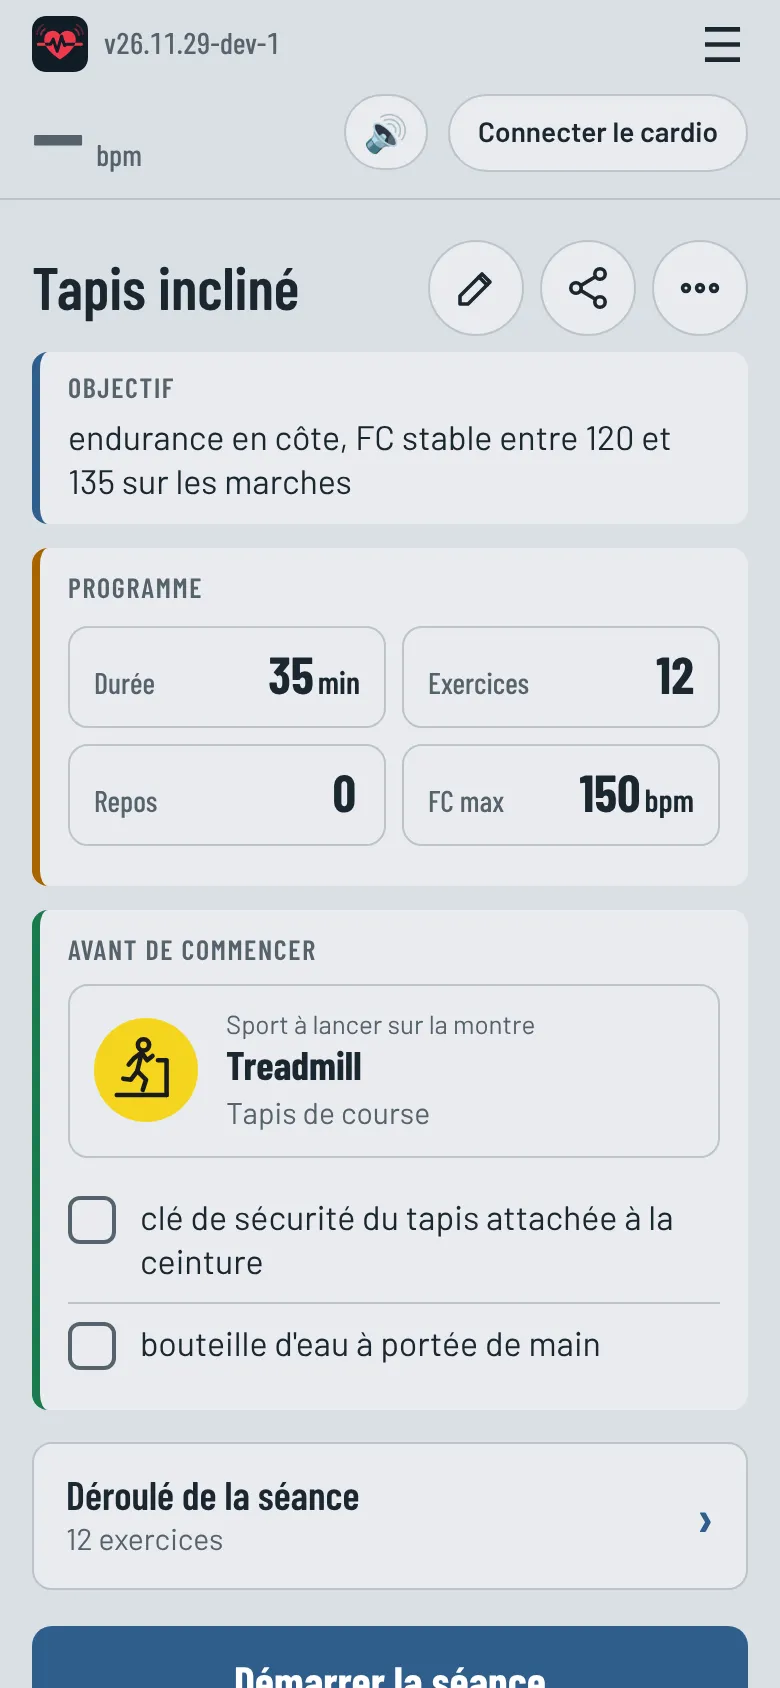 v26.11.29-dev-1
bpm
Connecter le cardio
Tapis incliné
OBJECTIF
endurance en côte, FC stable entre 120 et
135 sur les marches
PROGRAMME
Durée 35 min
Exercices 12
Repos 0
FC max 150 bpm
AVANT DE COMMENCER
Sport à lancer sur la montre
Treadmill
Tapis de course
clé de sécurité du tapis attachée à la
ceinture
bouteille d'eau à portée de main
Déroulé de la séance
12 exercices
Démarrer la séance